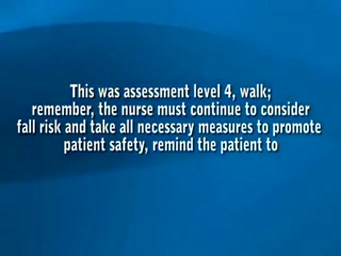 This was assessment level 4, walk;
remember, the nurse must continue to consider
fall risk and take all necessary measures to promote
patient safety, remind the patient to